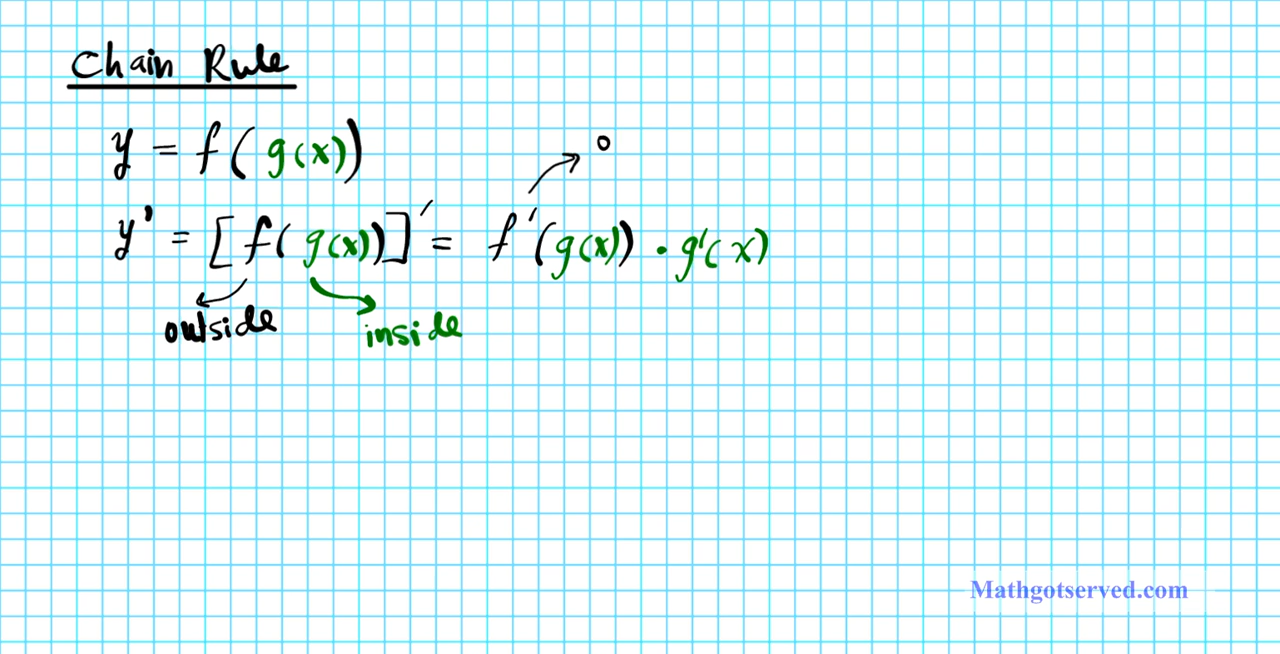 Chain Rule
y = f(g(x))
o
y' = [f(g(x))]' = f'(g(x)) · g'(x)
outside
inside
Mathgotserved.com